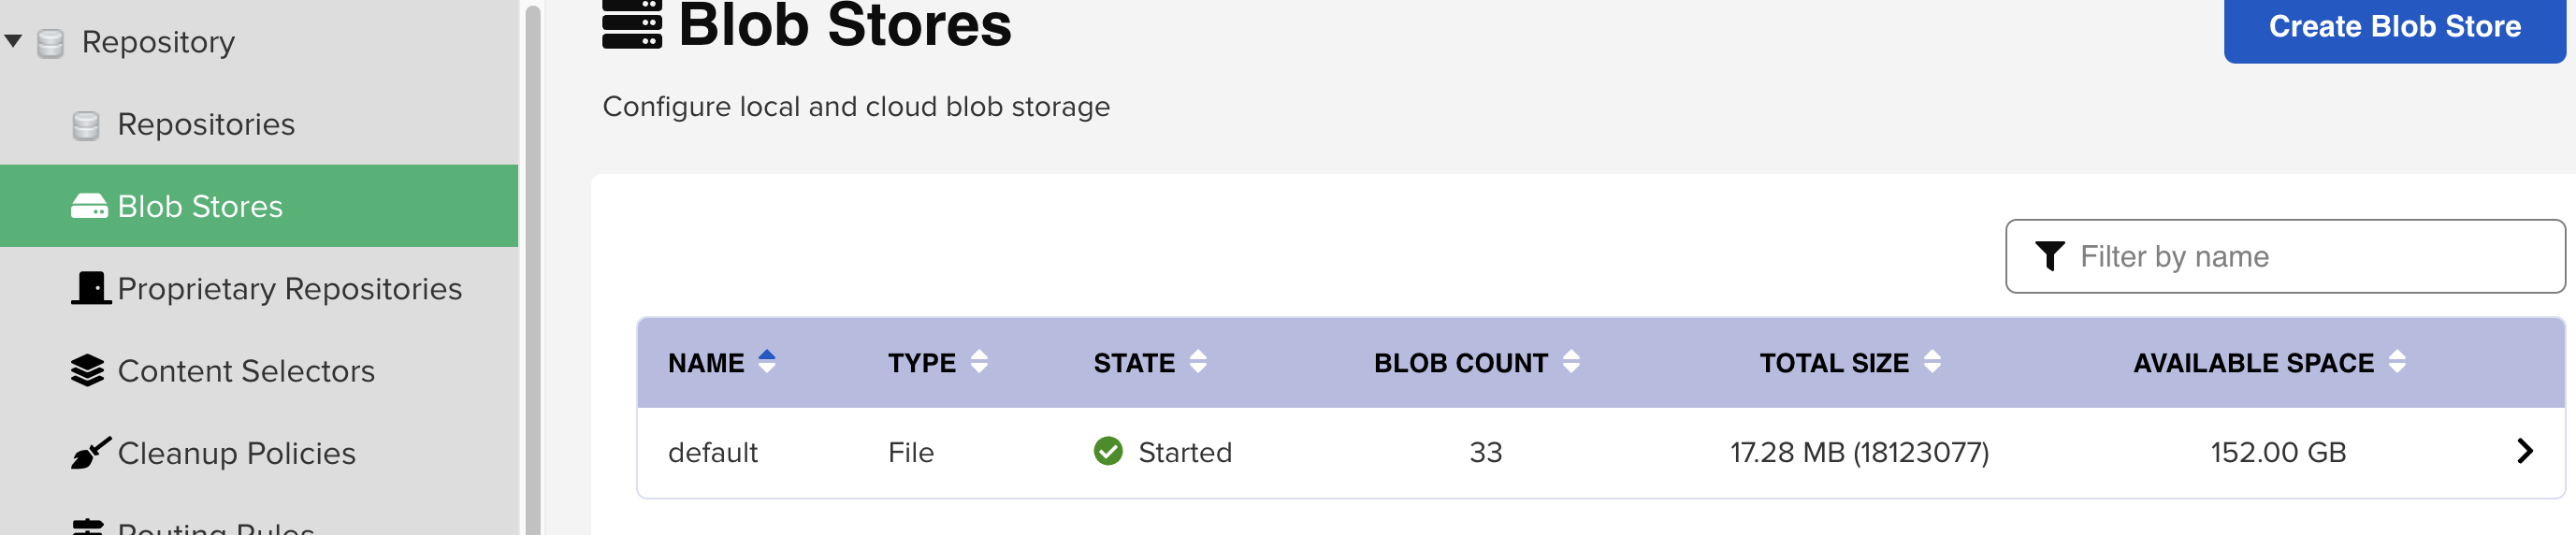 Repository
Repositories
Blob Stores
Proprietary Repositories
Content Selectors
Cleanup Policies
Routing Rules
Blob Stores
Create Blob Store
Configure local and cloud blob storage
Filter by name
NAME TYPE STATE BLOB COUNT TOTAL SIZE AVAILABLE SPACE
default File Started 33 17.28 MB (18123077) 152.00 GB